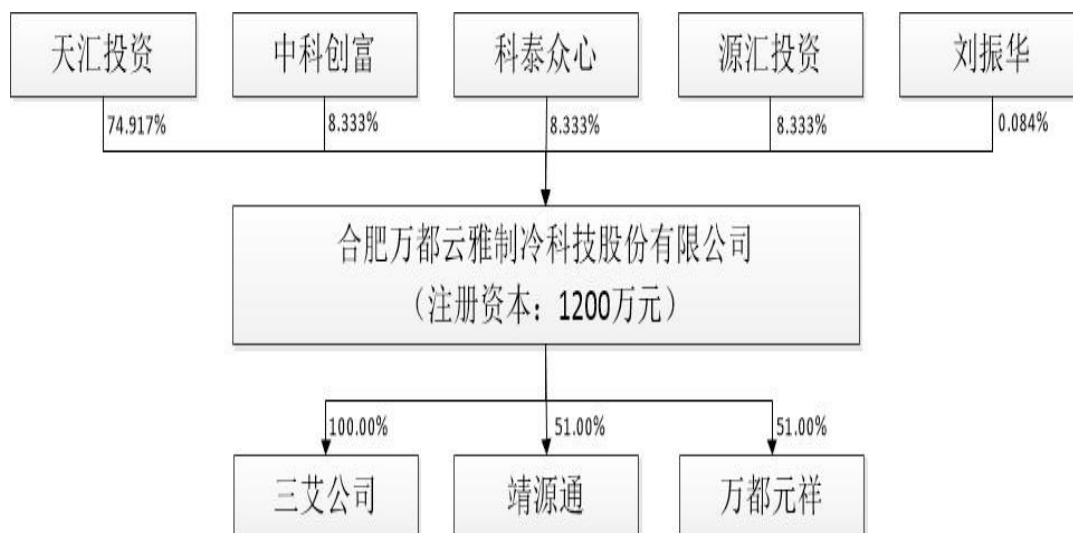 天汇投资
中科创富
科泰众心
源汇投资
刘振华
74.917%
8.333%
8.333%
8.333%
0.084%
合肥万都云雅制冷科技股份有限公司
（注册资本：1200万元）
100.00%
51.00%
51.00%
三艾公司
靖源通
万都元祥